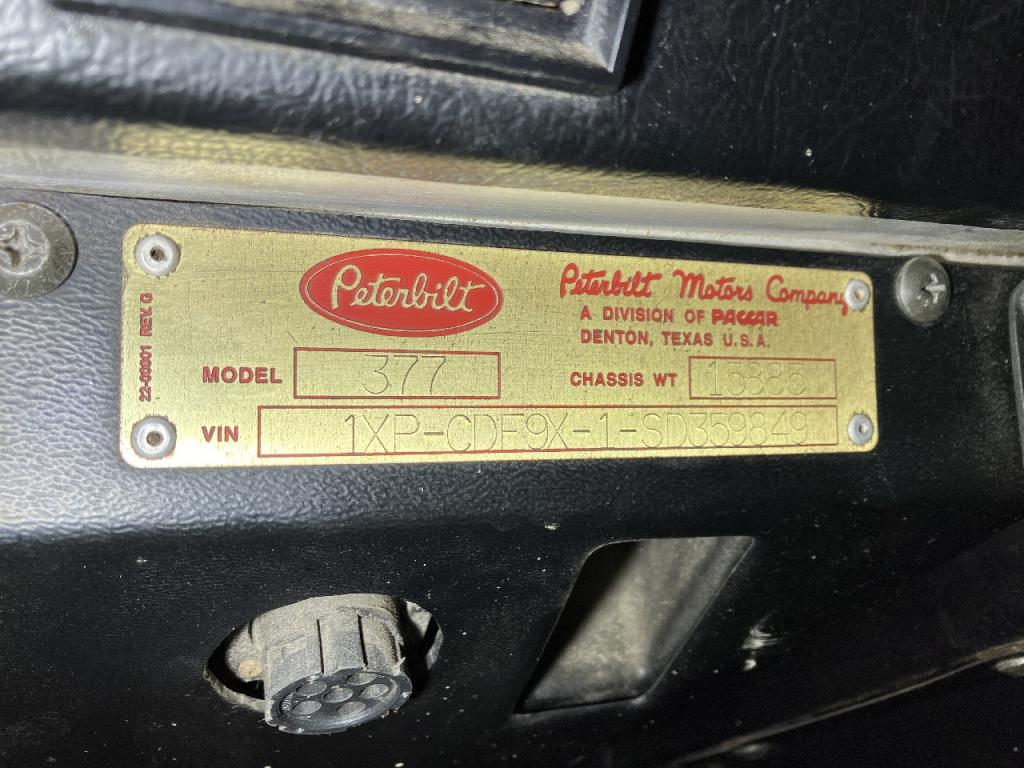 22-03001 REV. G
Peterbilt
Peterbilt Motors Company
A DIVISION OF PACCAR
DENTON, TEXAS U.S.A.
MODEL 377
CHASSIS WT 15885
VIN 1XP-CDF9X-1-SD359849